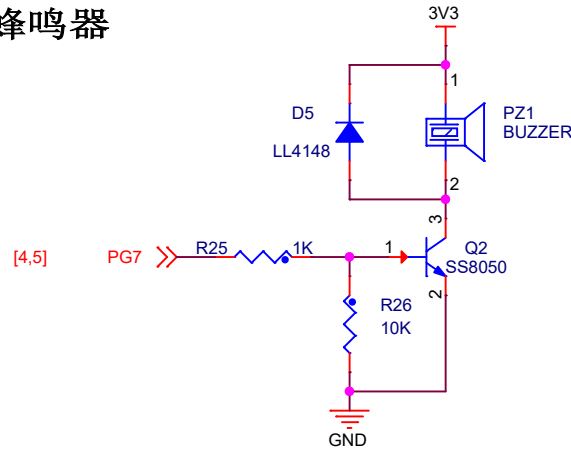 蜂鸣器
3V3
1
D5
PZ1
BUZZER
LL4148
2
3
[4,5]
PG7
R25
1K
1
Q2
SS8050
2
R26
10K
GND